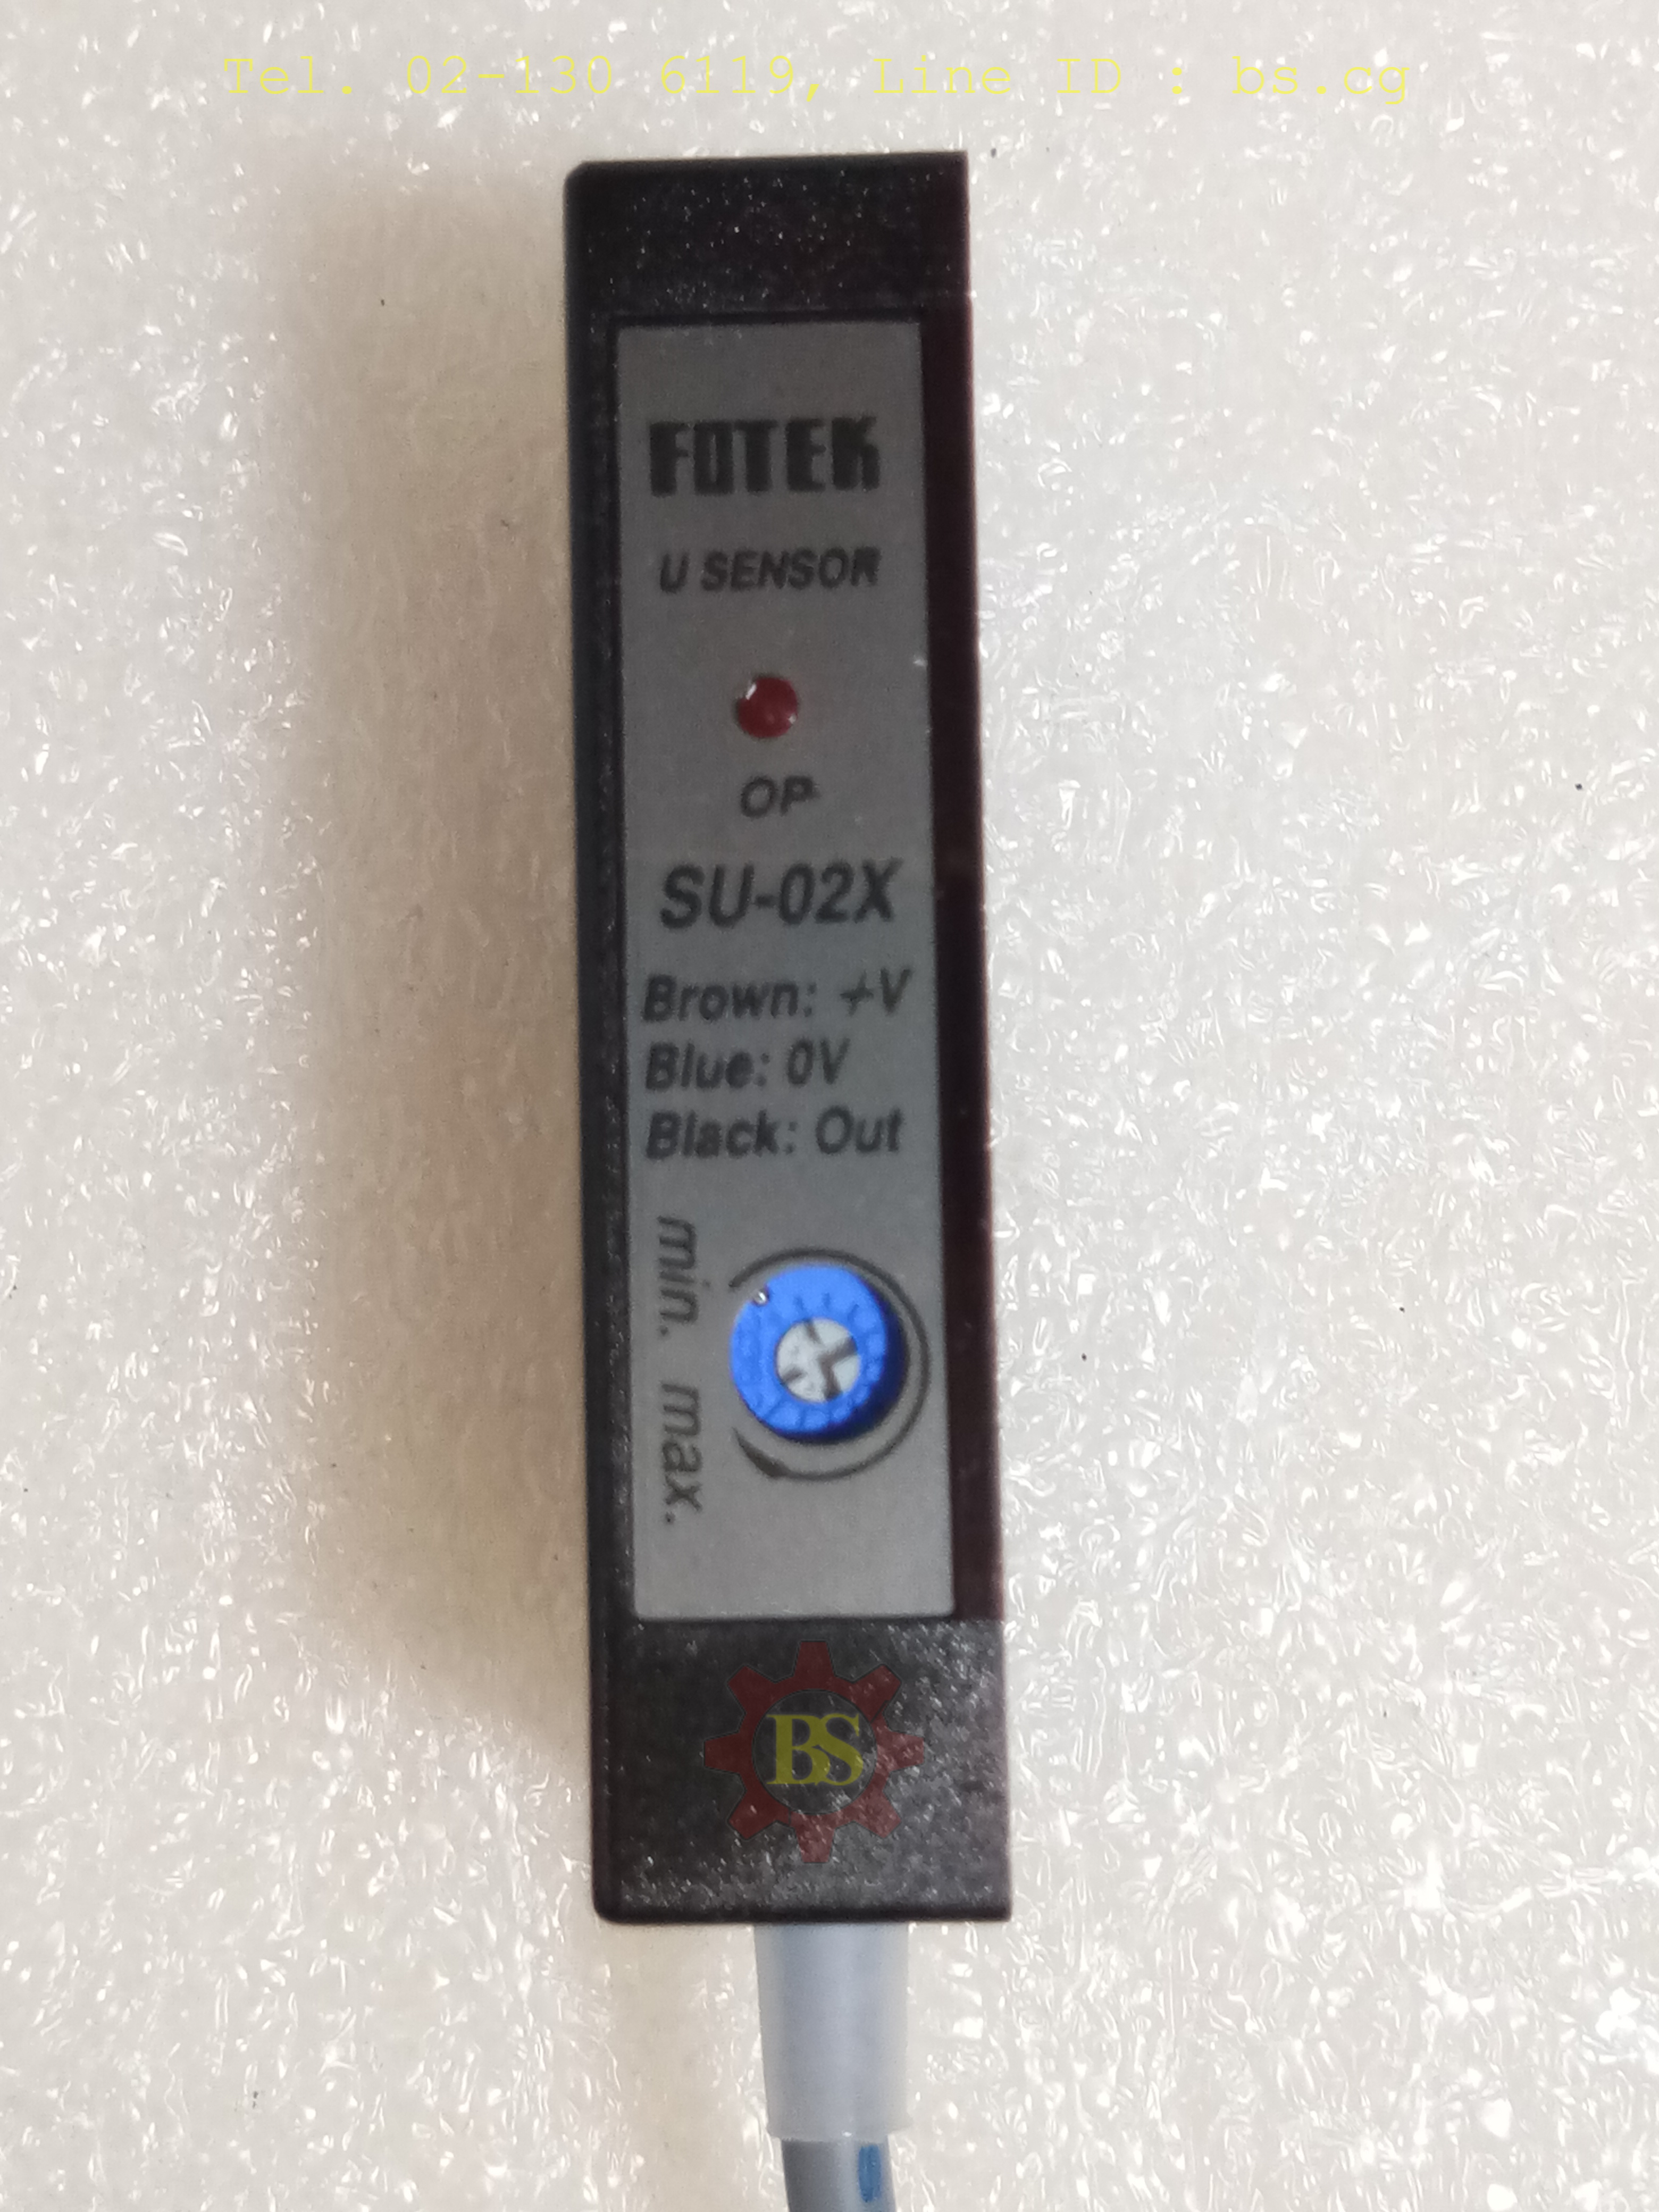 Tel. 02-130 6119, Line ID : bs.cg
FOTEK
U SENSOR
OP
SU-02X
Brown: +V
Blue: 0V
Black: Out
min. max.
BS